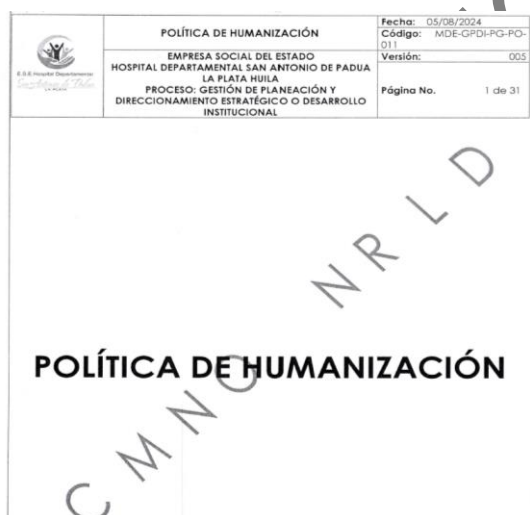 POLÍTICA DE HUMANIZACIÓN
Fecha: 05/08/2024
Código: MDE-GPDI-PG-PO-
011
EMPRESA SOCIAL DEL ESTADO
HOSPITAL DEPARTAMENTAL SAN ANTONIO DE PADUA
LA PLATA HUILA
PROCESO: GESTIÓN DE PLANEACIÓN Y
DIRECCIONAMIENTO ESTRATÉGICO O DESARROLLO
INSTITUCIONAL
Versión: 005
Página No. 1 de 31
E.S.E. Hospital Departamental
San Antonio de Padua
LA PLATA
POLÍTICA DE HUMANIZACIÓN
C M N C N R L D